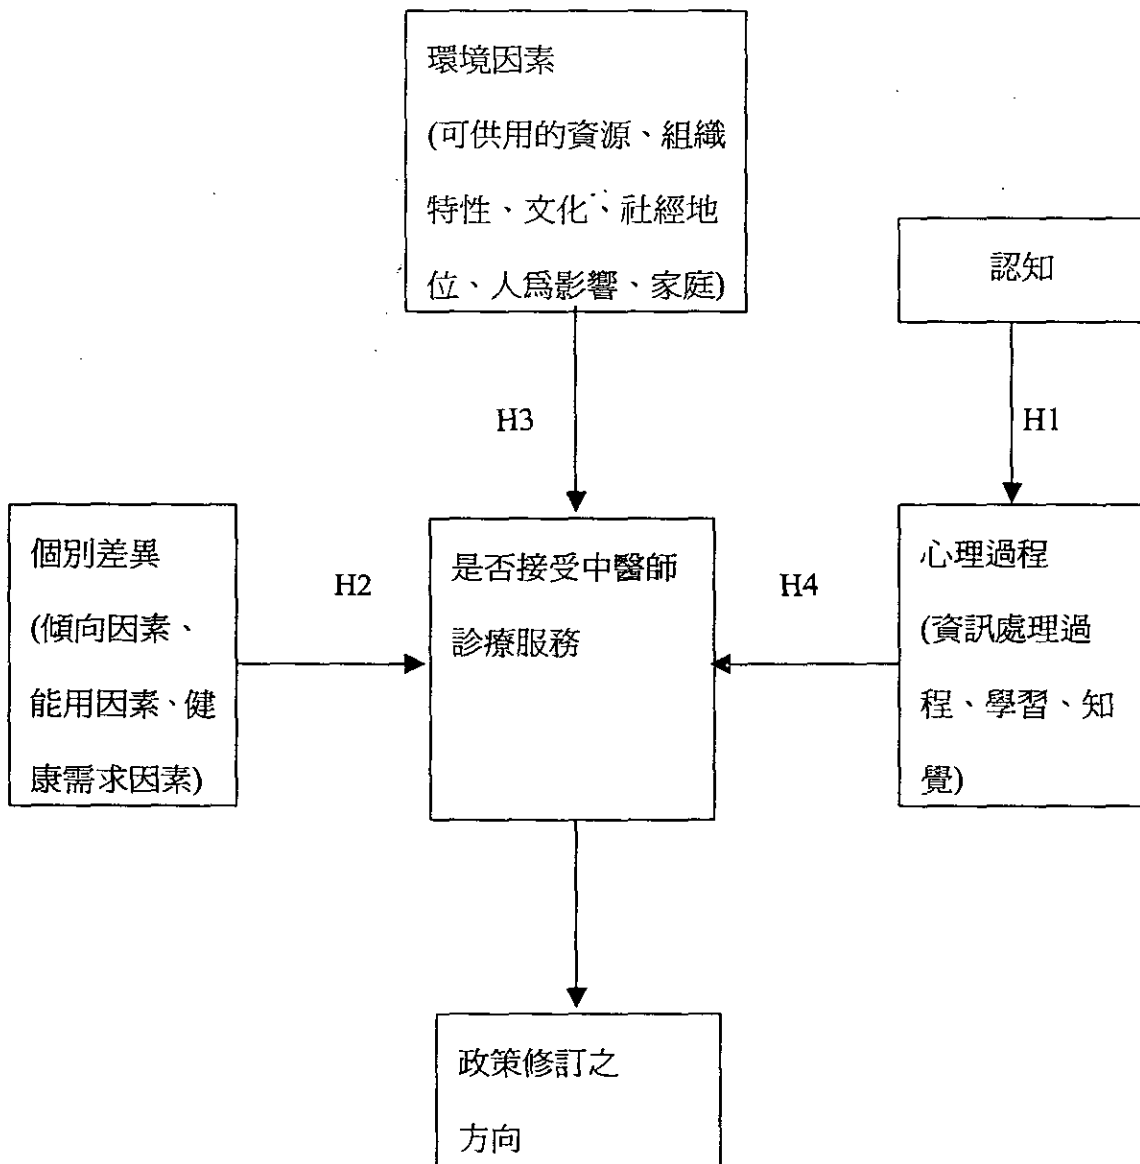 環境因素
(可供用的資源、組織
特性、文化、社經地
位、人爲影響、家庭)
認知
H3
H1
個別差異
(傾向因素、
能用因素、健
康需求因素)
H2
是否接受中醫師
診療服務
H4
心理過程
(資訊處理過
程、學習、知
覺)
政策修訂之
方向